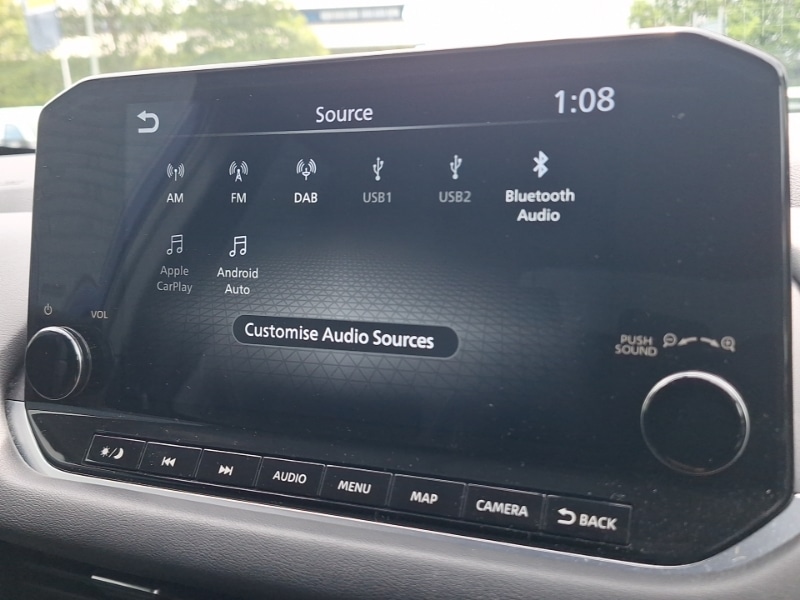 Source
1:08
AM
FM
DAB
USB1
USB2
Bluetooth
Audio
Apple
CarPlay
Android
Auto
Customise Audio Sources
VOL
PUSH
SOUND
AUDIO
MENU
MAP
CAMERA
BACK